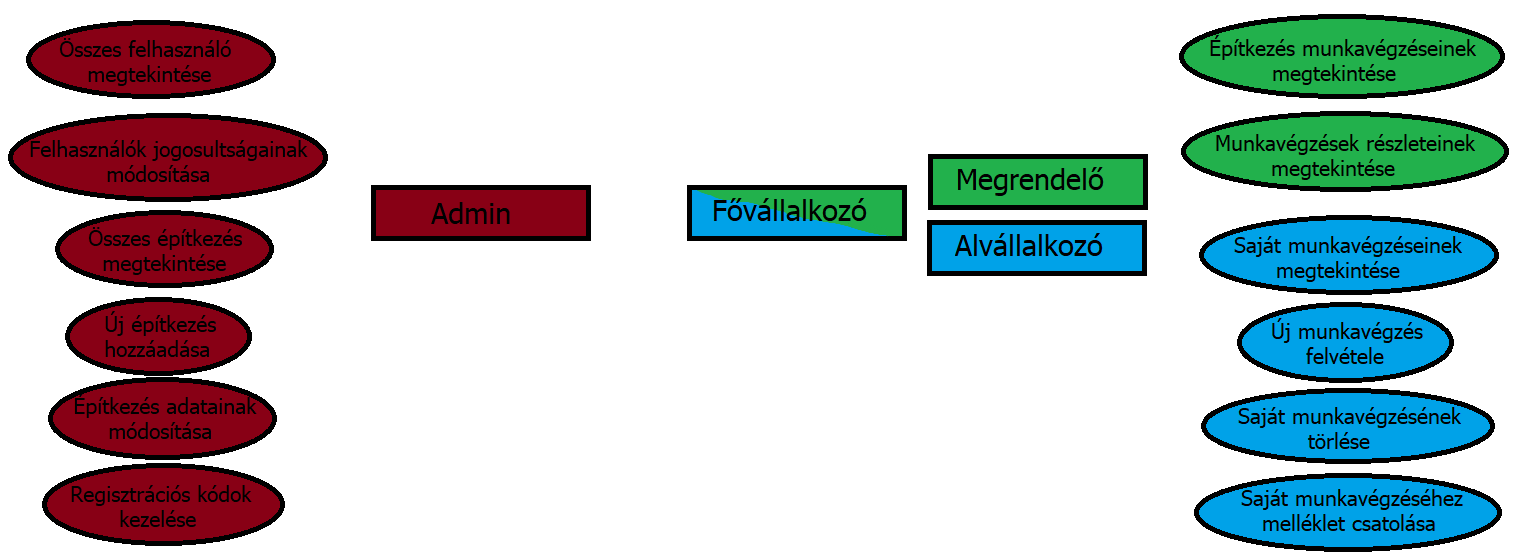 Összes felhasználó
megtekintése
Felhasználók jogosultságainak
módosítása
Összes építkezés
megtekintése
Új építkezés
hozzáadása
Építkezés adatainak
módosítása
Regisztrációs kódok
kezelése
Admin
Fővállalkozó
Megrendelő
Alvállalkozó
Építkezés munkavégzéseinek
megtekintése
Munkavégzések részleteinek
megtekintése
Saját munkavégzéseinek
megtekintése
Új munkavégzés
felvétele
Saját munkavégzésének
törlése
Saját munkavégzéséhez
melléklet csatolása